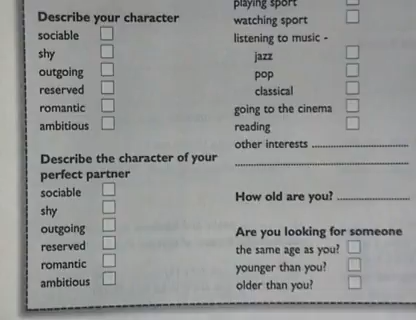 Describe your character
sociable
shy
outgoing
reserved
romantic
ambitious
Describe the character of your
perfect partner
sociable
shy
outgoing
reserved
romantic
ambitious
playing sport
watching sport
listening to music -
jazz
pop
classical
going to the cinema
reading
other interests
How old are you?
Are you looking for someone
the same age as you?
younger than you?
older than you?